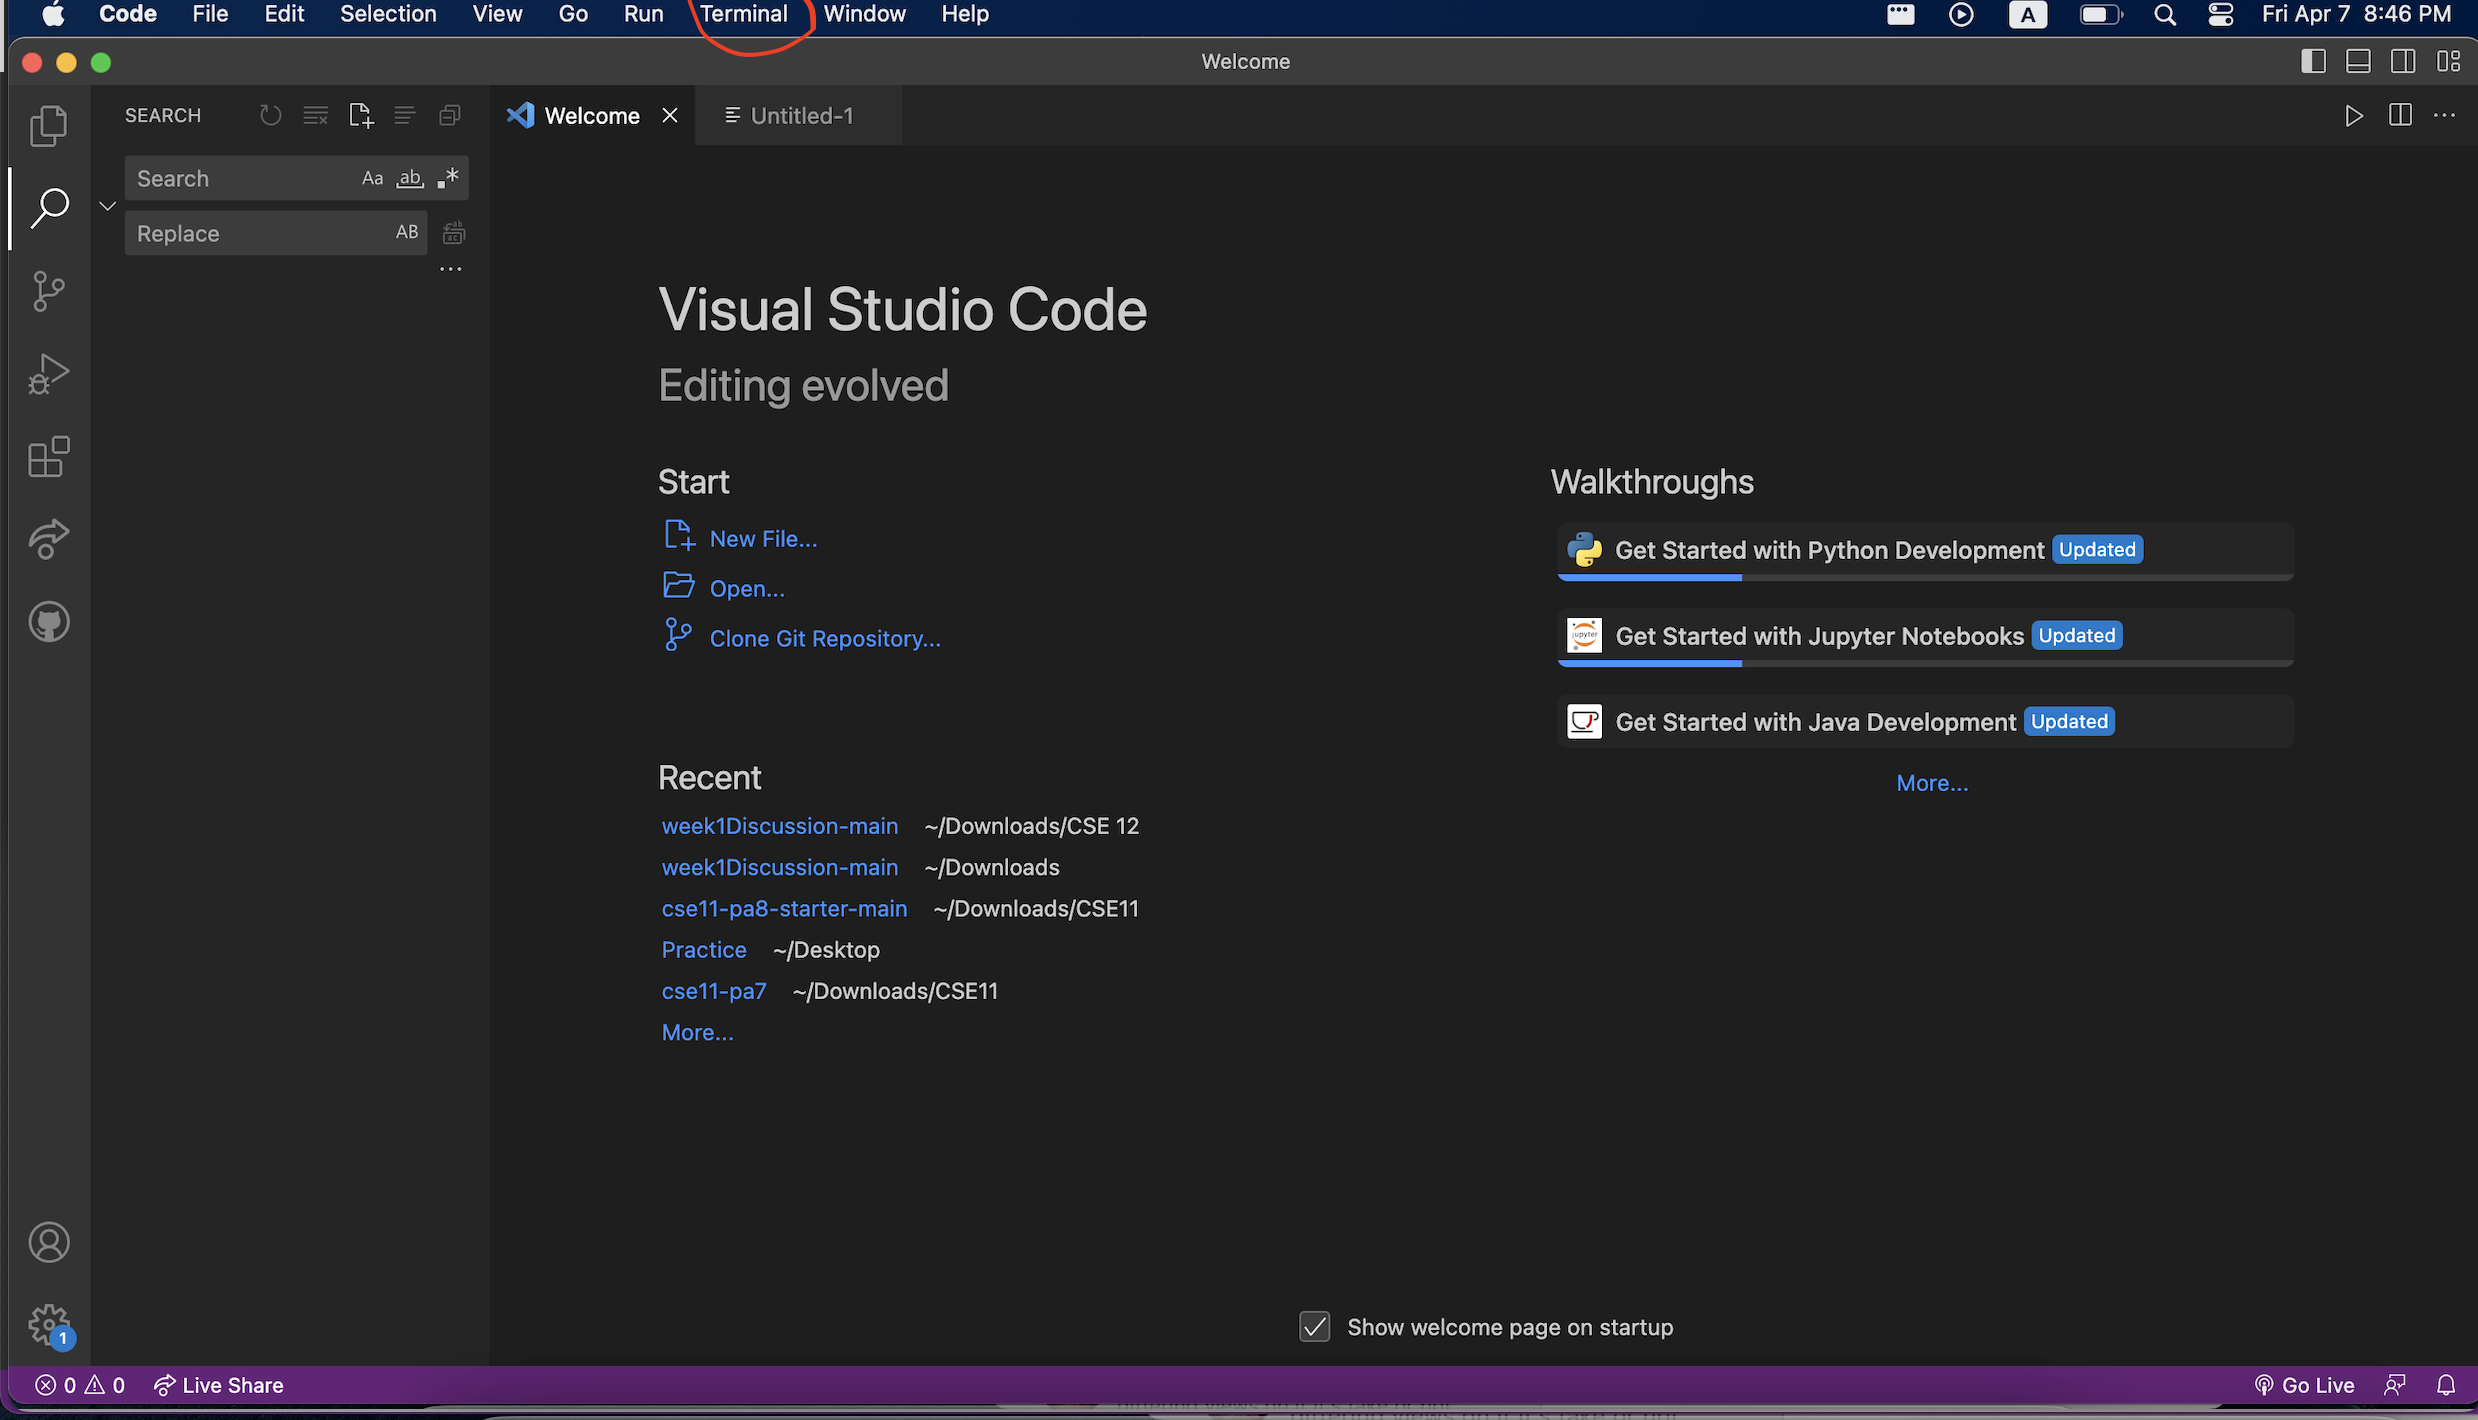 Code File Edit Selection View Go Run Terminal Window Help A Fri Apr 7 8:46 PM
Welcome
SEARCH
Welcome
Untitled-1
Search Aa ab
Replace AB
Visual Studio Code
Editing evolved
Start
New File...
Open...
Clone Git Repository...
Recent
week1Discussion-main ~/Downloads/CSE 12
week1Discussion-main ~/Downloads
cse11-pa8-starter-main ~/Downloads/CSE11
Practice ~/Desktop
cse11-pa7 ~/Downloads/CSE11
More...
Walkthroughs
Get Started with Python Development Updated
Get Started with Jupyter Notebooks Updated
Get Started with Java Development Updated
More...
Show welcome page on startup
1
0 0 Live Share Go Live